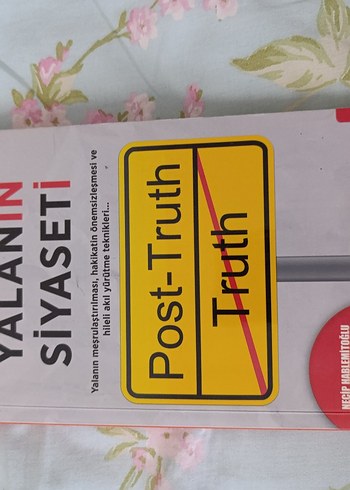 YALANIN
SİYASETİ
Yalanın meşrulaştırılması, hakikatin önemsizleşmesi ve
hileli akıl yürütme teknikleri...
Post-Truth
Truth
NECİP HABLEMİTOĞLU